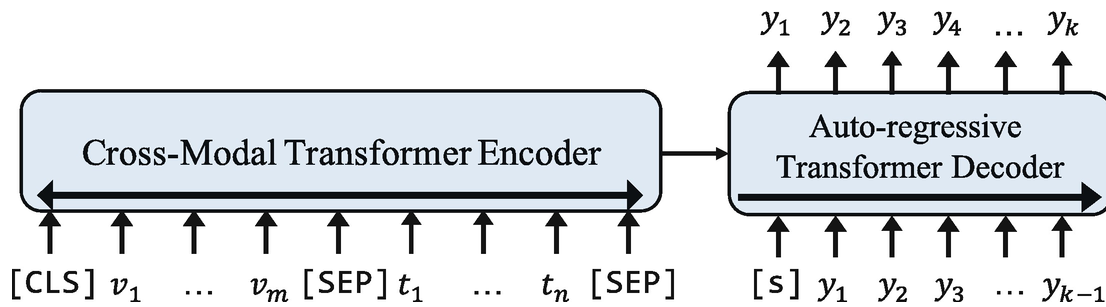 y₁ y₂ y₃ y₄ ... yₖ
Cross-Modal Transformer Encoder
Auto-regressive
Transformer Decoder
[CLS] v₁ ... vₘ [SEP] t₁ ... tₙ [SEP]
[s] y₁ y₂ y₃ ... yₖ₋₁